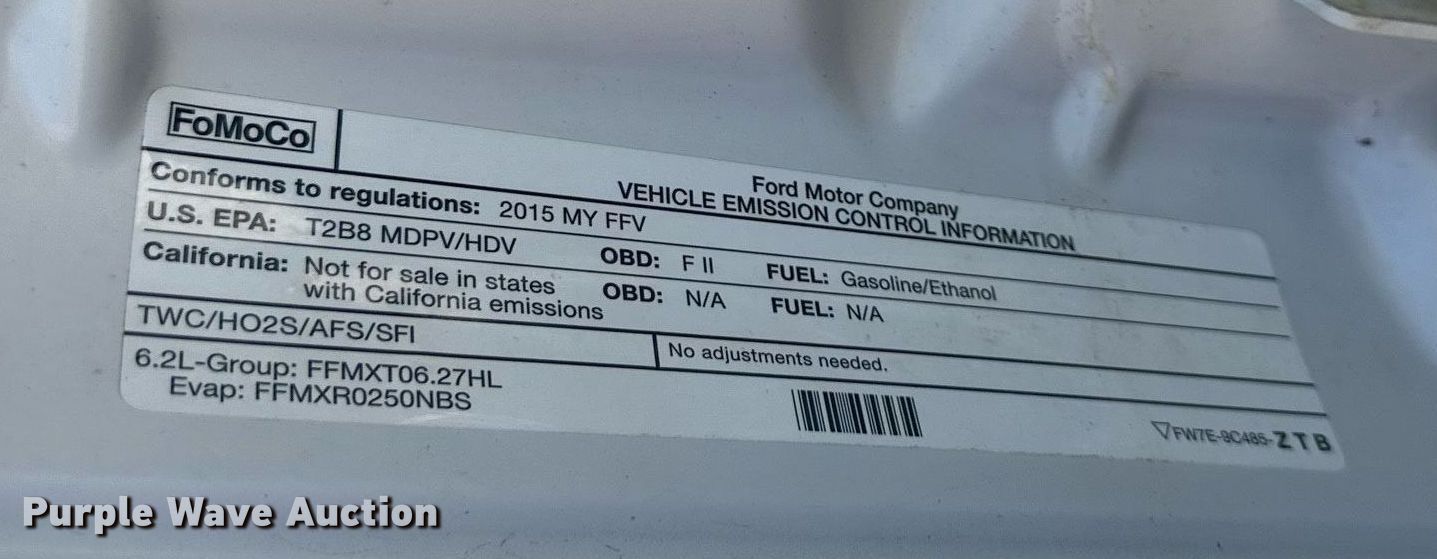 FoMoCo
Ford Motor Company
VEHICLE EMISSION CONTROL INFORMATION
Conforms to regulations: 2015 MY FFV
U.S. EPA: T2B8 MDPV/HDV OBD: F II FUEL: Gasoline/Ethanol
California: Not for sale in states with California emissions OBD: N/A FUEL: N/A
TWC/HO2S/AFS/SFI
No adjustments needed.
6.2L-Group: FFMXT06.27HL
Evap: FFMXR0250NBS
FW7E-9C485-ZTB
Purple Wave Auction